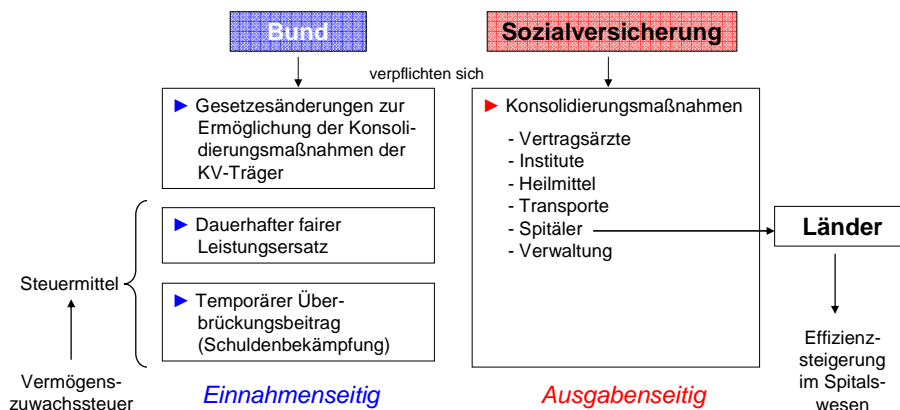 Bund
Sozialversicherung
verpflichten sich
► Gesetzesänderungen zur
Ermöglichung der Konsoli-
dierungsmaßnahmen der
KV-Träger
► Dauerhafter fairer
Leistungsersatz
► Temporärer Über-
brückungsbeitrag
(Schuldenbekämpfung)
Steuermittel
Vermögens-
zuwachssteuer
Einnahmenseitig
► Konsolidierungsmaßnahmen
- Vertragsärzte
- Institute
- Heilmittel
- Transporte
- Spitäler
- Verwaltung
Ausgabenseitig
Länder
Effizienz-
steigerung
im Spitals-
wesen